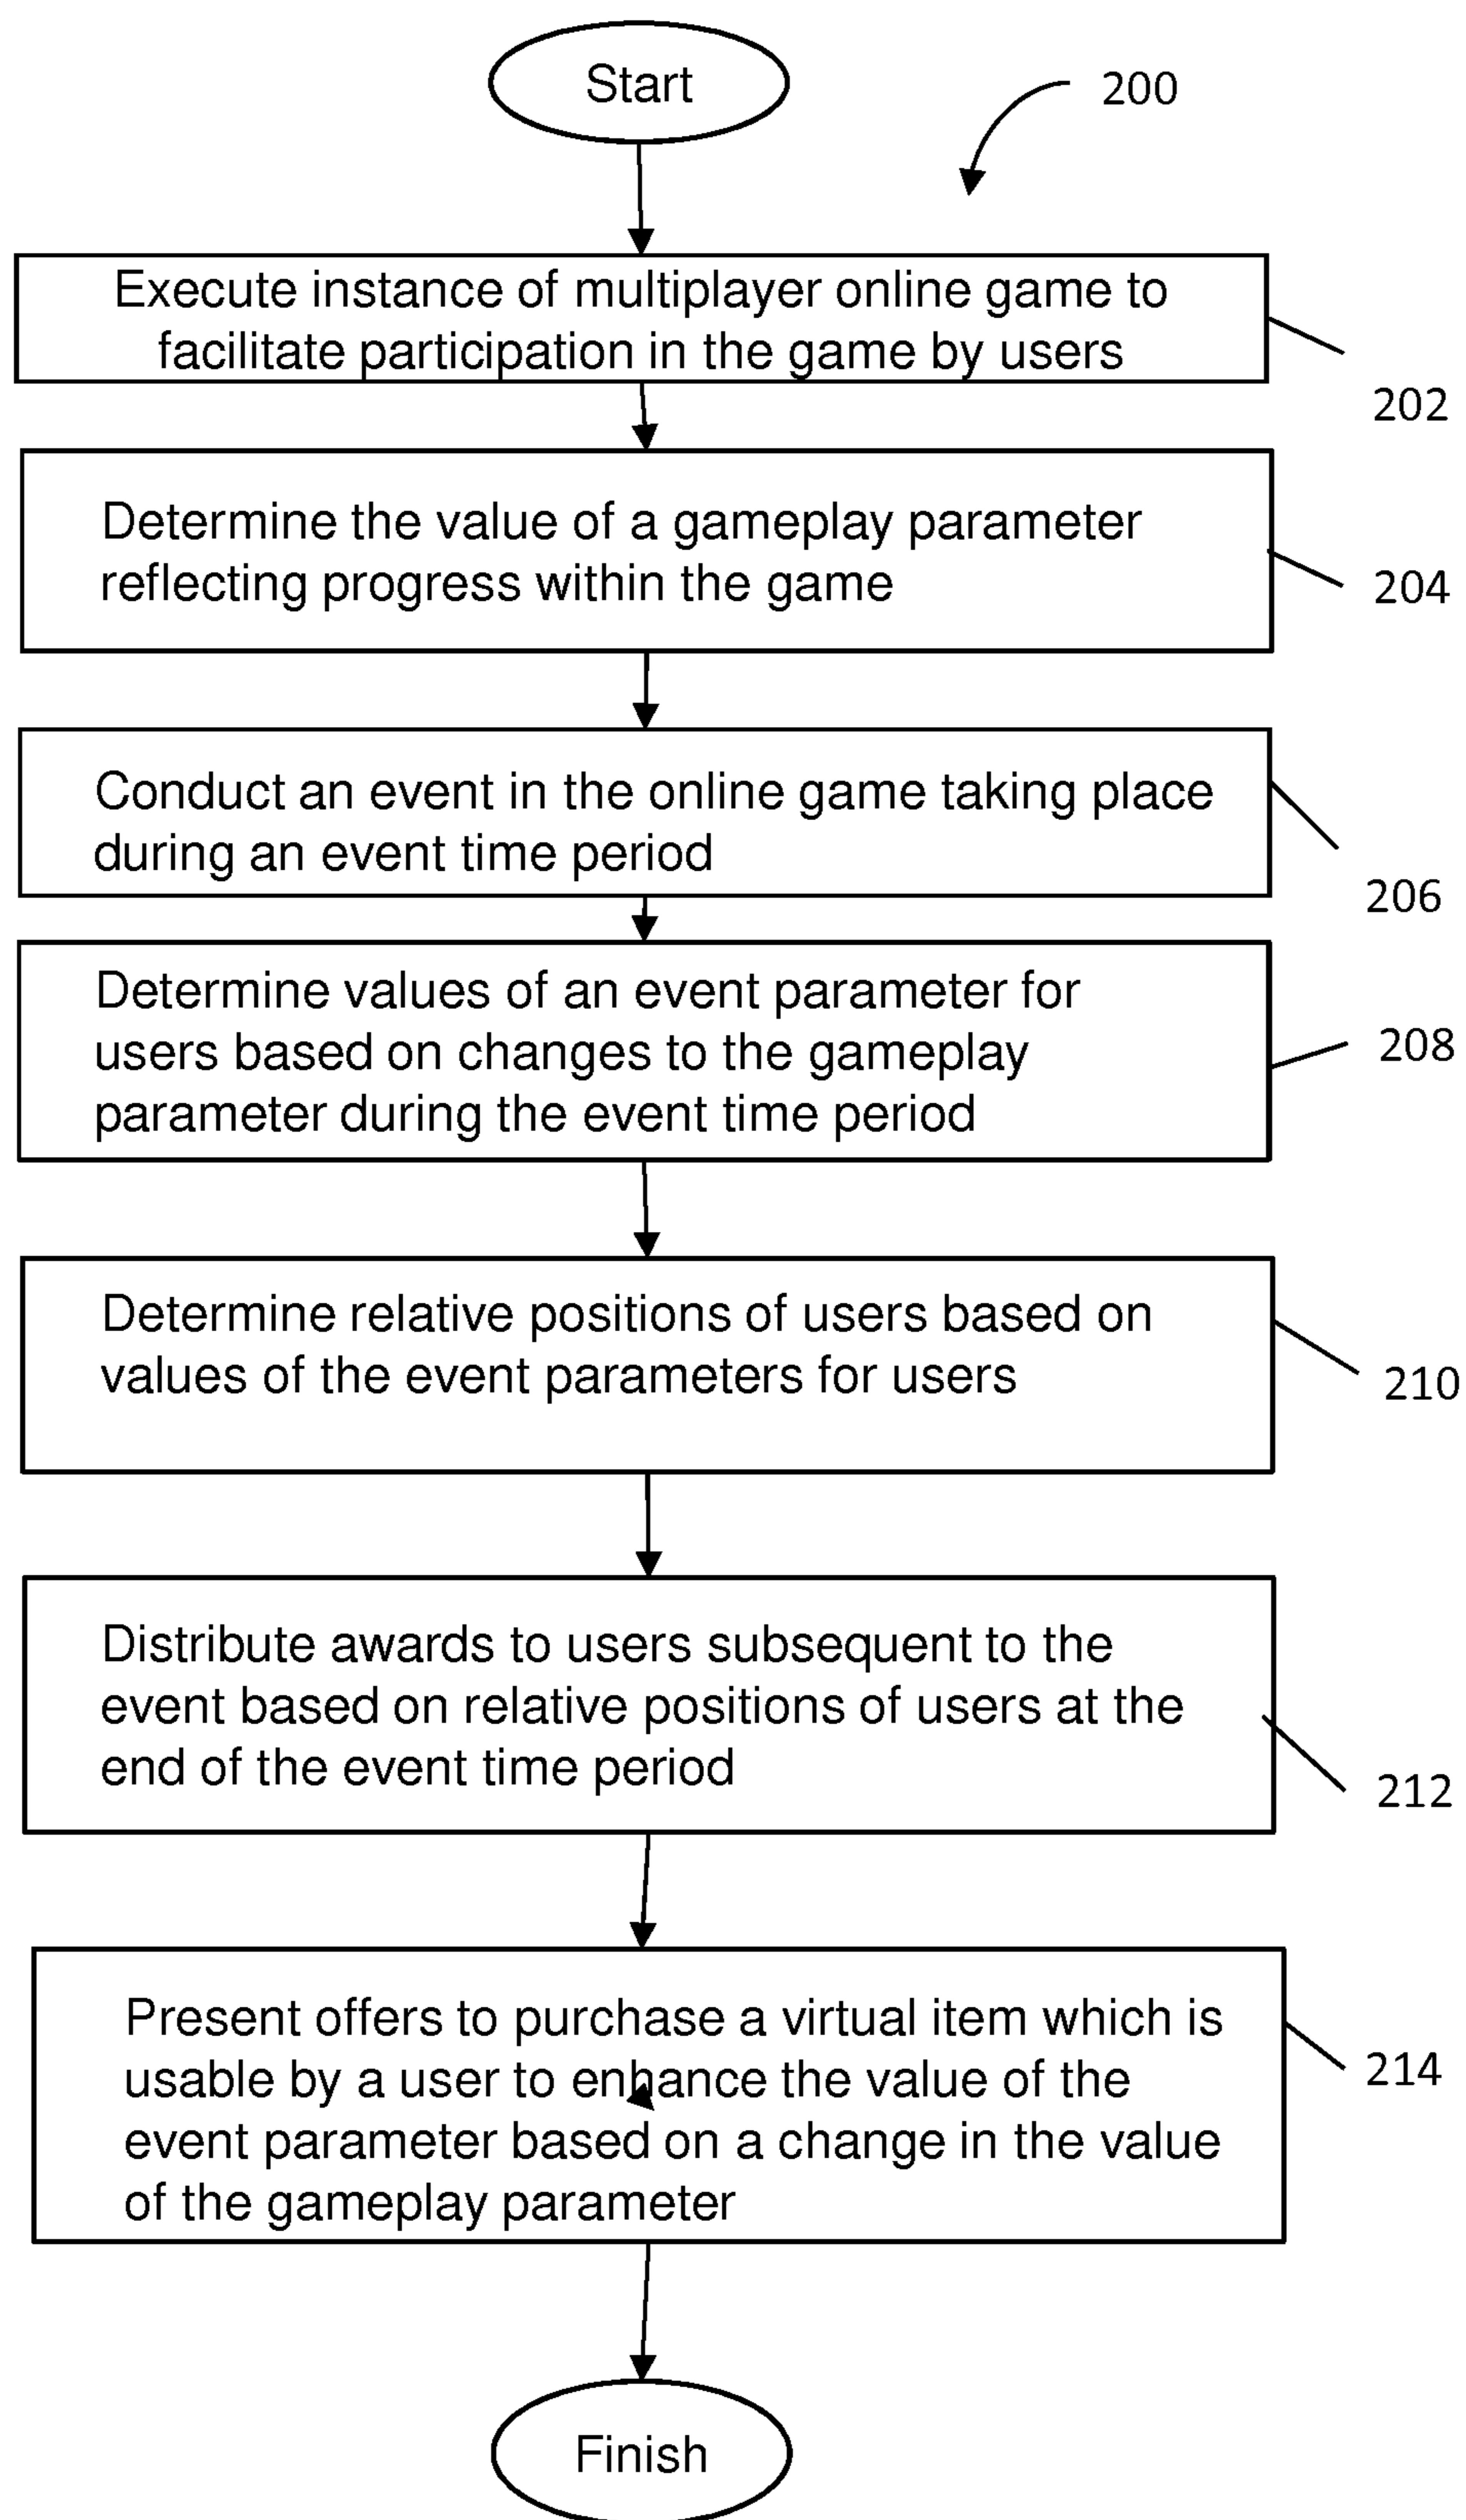 Start
200
Execute instance of multiplayer online game to
facilitate participation in the game by users
202
Determine the value of a gameplay parameter
reflecting progress within the game
204
Conduct an event in the online game taking place
during an event time period
206
Determine values of an event parameter for
users based on changes to the gameplay
parameter during the event time period
208
Determine relative positions of users based on
values of the event parameters for users
210
Distribute awards to users subsequent to the
event based on relative positions of users at the
end of the event time period
212
Present offers to purchase a virtual item which is
usable by a user to enhance the value of the
event parameter based on a change in the value
of the gameplay parameter
214
Finish